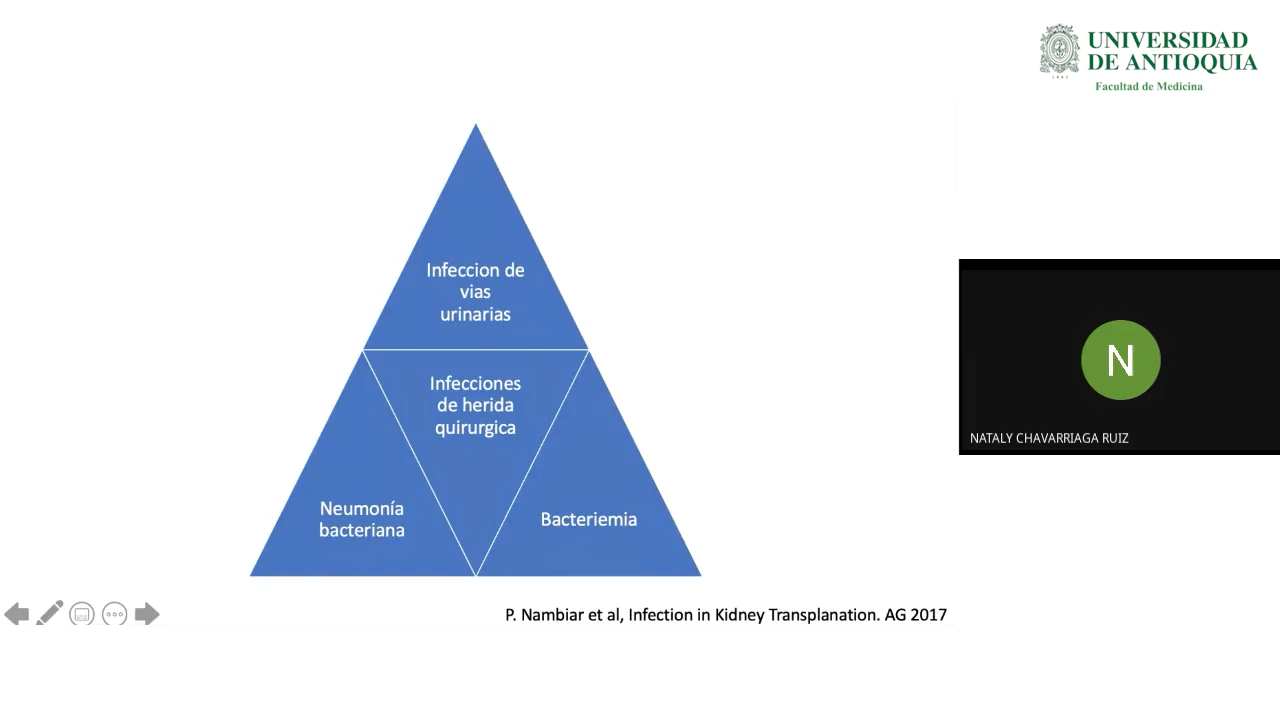 UNIVERSIDAD
DE ANTIOQUIA
Facultad de Medicina
Infeccion de
vias
urinarias
Infecciones
de herida
quirurgica
Neumonía
bacteriana
Bacteriemia
N
NATALY CHAVARRIAGA RUIZ
P. Nambiar et al, Infection in Kidney Transplanation. AG 2017